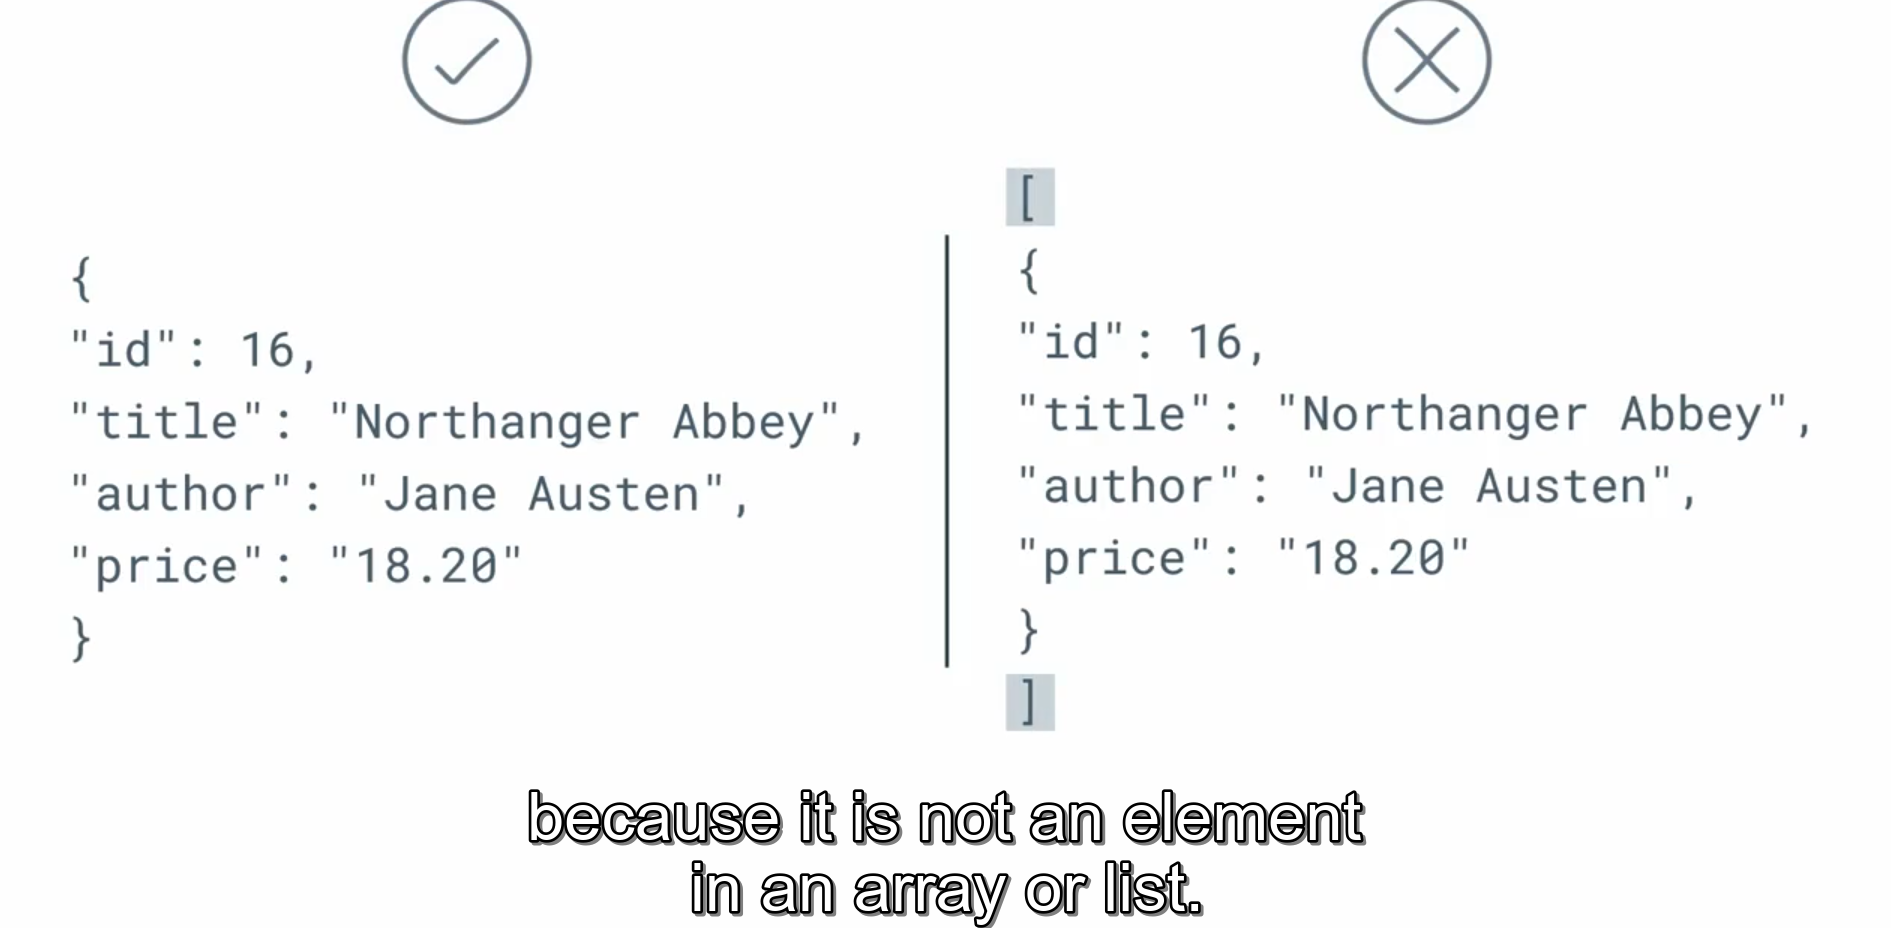 {
"id": 16,
"title": "Northanger Abbey",
"author": "Jane Austen",
"price": "18.20"
}
[
{
"id": 16,
"title": "Northanger Abbey",
"author": "Jane Austen",
"price": "18.20"
}
]
because it is not an element
in an array or list.